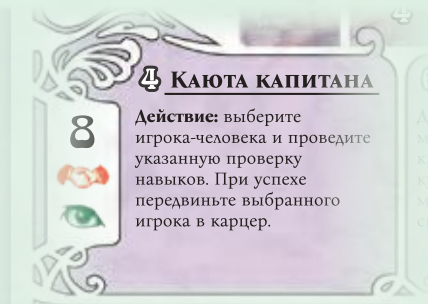 4 КАЮТА КАПИТАНА
8
Действие: выберите
игрока-человека и проведите
указанную проверку
навыков. При успехе
передвиньте выбранного
игрока в карцер.